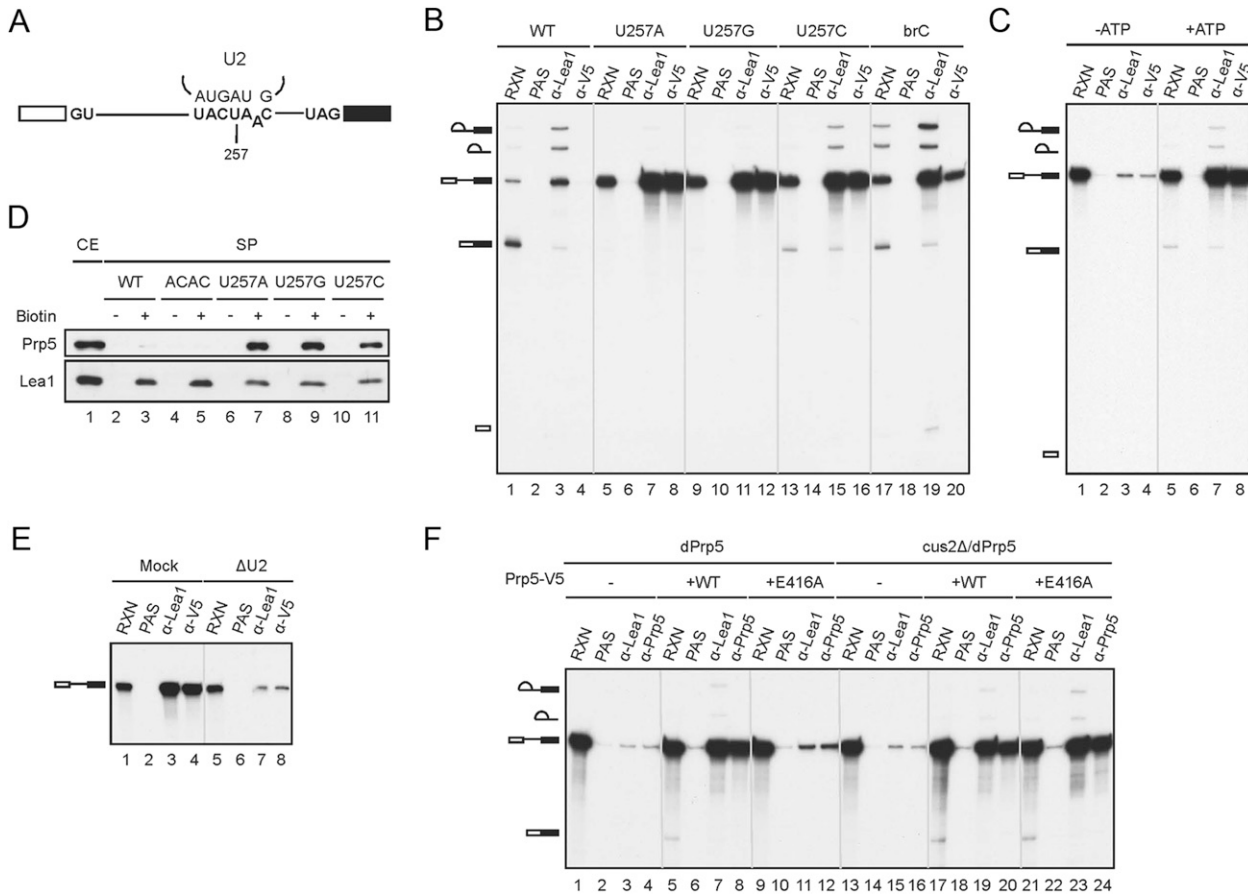 A
U2
AUGAU G
GU UACUAAC UAG
257
B
WT U257A U257G U257C brC
RXN PAS α-Lea1 α-V5 RXN PAS α-Lea1 α-V5 RXN PAS α-Lea1 α-V5 RXN PAS α-Lea1 α-V5 RXN PAS α-Lea1 α-V5
1 2 3 4 5 6 7 8 9 10 11 12 13 14 15 16 17 18 19 20
C
-ATP +ATP
RXN PAS α-Lea1 α-V5 RXN PAS α-Lea1 α-V5
1 2 3 4 5 6 7 8
D
CE SP
WT ACAC U257A U257G U257C
Biotin - + - + - + - + - +
Prp5
Lea1
1 2 3 4 5 6 7 8 9 10 11
E
Mock ΔU2
RXN PAS α-Lea1 α-V5 RXN PAS α-Lea1 α-V5
1 2 3 4 5 6 7 8
F
dPrp5 cus2Δ/dPrp5
Prp5-V5 - +WT +E416A - +WT +E416A
RXN PAS α-Lea1 α-Prp5 RXN PAS α-Lea1 α-Prp5 RXN PAS α-Lea1 α-Prp5 RXN PAS α-Lea1 α-Prp5 RXN PAS α-Lea1 α-Prp5 RXN PAS α-Lea1 α-Prp5
1 2 3 4 5 6 7 8 9 10 11 12 13 14 15 16 17 18 19 20 21 22 23 24